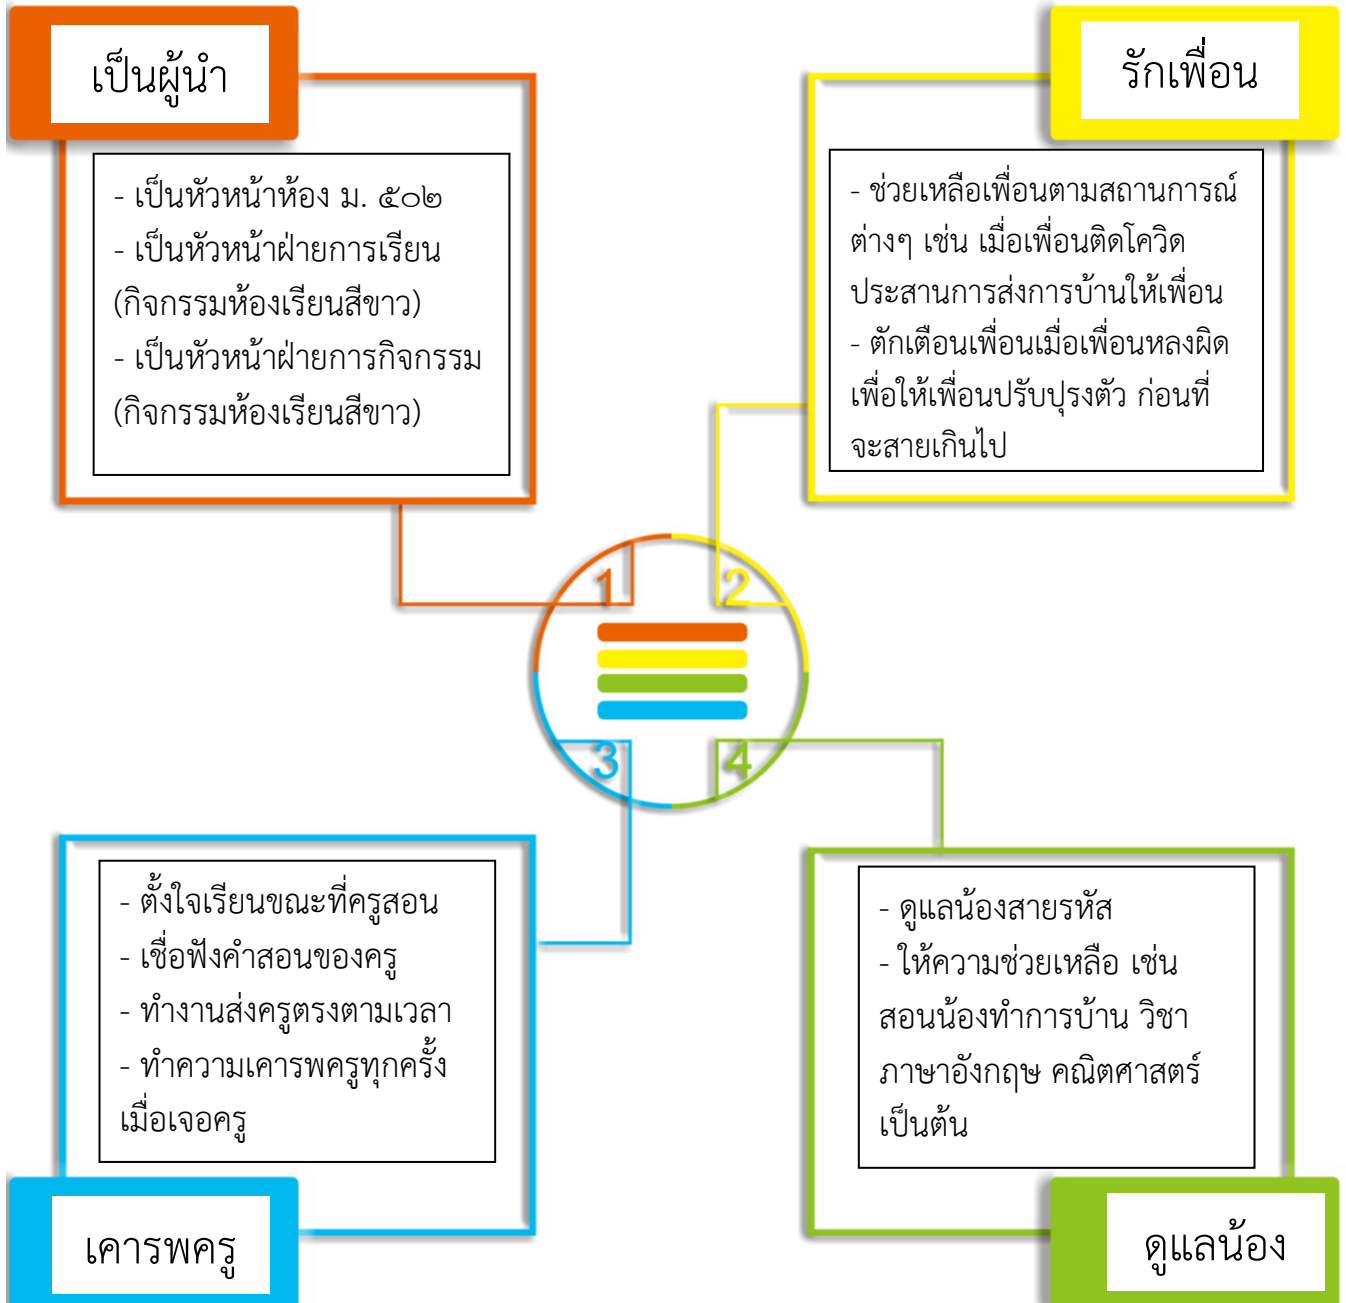 เป็นผู้นำ
- เป็นหัวหน้าห้อง ม. ๕๐๒
- เป็นหัวหน้าฝ่ายการเรียน
(กิจกรรมห้องเรียนสีขาว)
- เป็นหัวหน้าฝ่ายการกิจกรรม
(กิจกรรมห้องเรียนสีขาว)
รักเพื่อน
- ช่วยเหลือเพื่อนตามสถานการณ์
ต่างๆ เช่น เมื่อเพื่อนติดโควิด
ประสานการส่งการบ้านให้เพื่อน
- ตักเตือนเพื่อนเมื่อเพื่อนหลงผิด
เพื่อให้เพื่อนปรับปรุงตัว ก่อนที่
จะสายเกินไป
1
2
3
4
- ตั้งใจเรียนขณะที่ครูสอน
- เชื่อฟังคำสอนของครู
- ทำงานส่งครูตรงตามเวลา
- ทำความเคารพครูทุกครั้ง
เมื่อเจอครู
เคารพครู
- ดูแลน้องสายรหัส
- ให้ความช่วยเหลือ เช่น
สอนน้องทำการบ้าน วิชา
ภาษาอังกฤษ คณิตศาสตร์
เป็นต้น
ดูแลน้อง